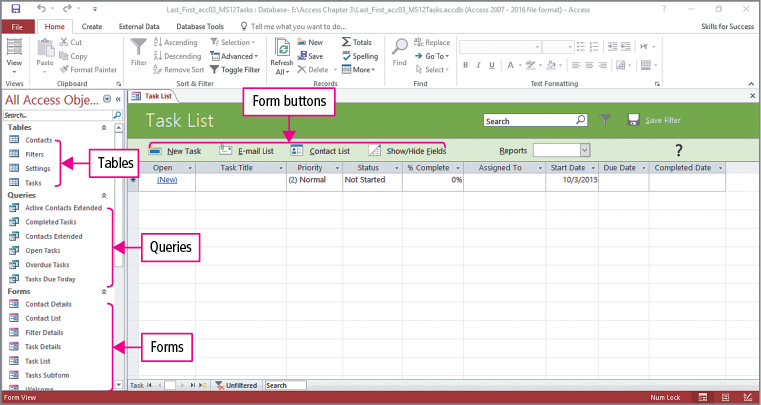 Last_First_acc03_MS12Tasks : Database- E:\Access Chapter 3\Last_First_acc03_MS12Tasks.accdb (Access 2007 - 2016 file format) - Access
?
File Home Create External Data Database Tools Tell me what you want to do... Skills for Success
View
Views
Paste
Cut
Copy
Format Painter
Clipboard
Filter
Ascending
Descending
Remove Sort
Selection
Advanced
Toggle Filter
Sort & Filter
Refresh
All
New
Save
Delete
Totals
Spelling
More
Records
Find
Replace
Go To
Select
Find
B I U
A
Text Formatting
All Access Obje...
Search...
Tables
Contacts
Filters
Settings
Tasks
Queries
Active Contacts Extended
Completed Tasks
Contacts Extended
Open Tasks
Overdue Tasks
Tasks Due Today
Forms
Contact Details
Contact List
Filter Details
Task Details
Task List
Tasks Subform
Welcome
Tables
Queries
Forms
Form buttons
Task List
Task List
Search
Save Filter
New Task E-mail List Contact List Show/Hide Fields Reports ?
Open Task Title Priority Status % Complete Assigned To Start Date Due Date Completed Date
* (New) (2) Normal Not Started 0% 10/3/2015
Task Unfiltered Search
Form View Num Lock